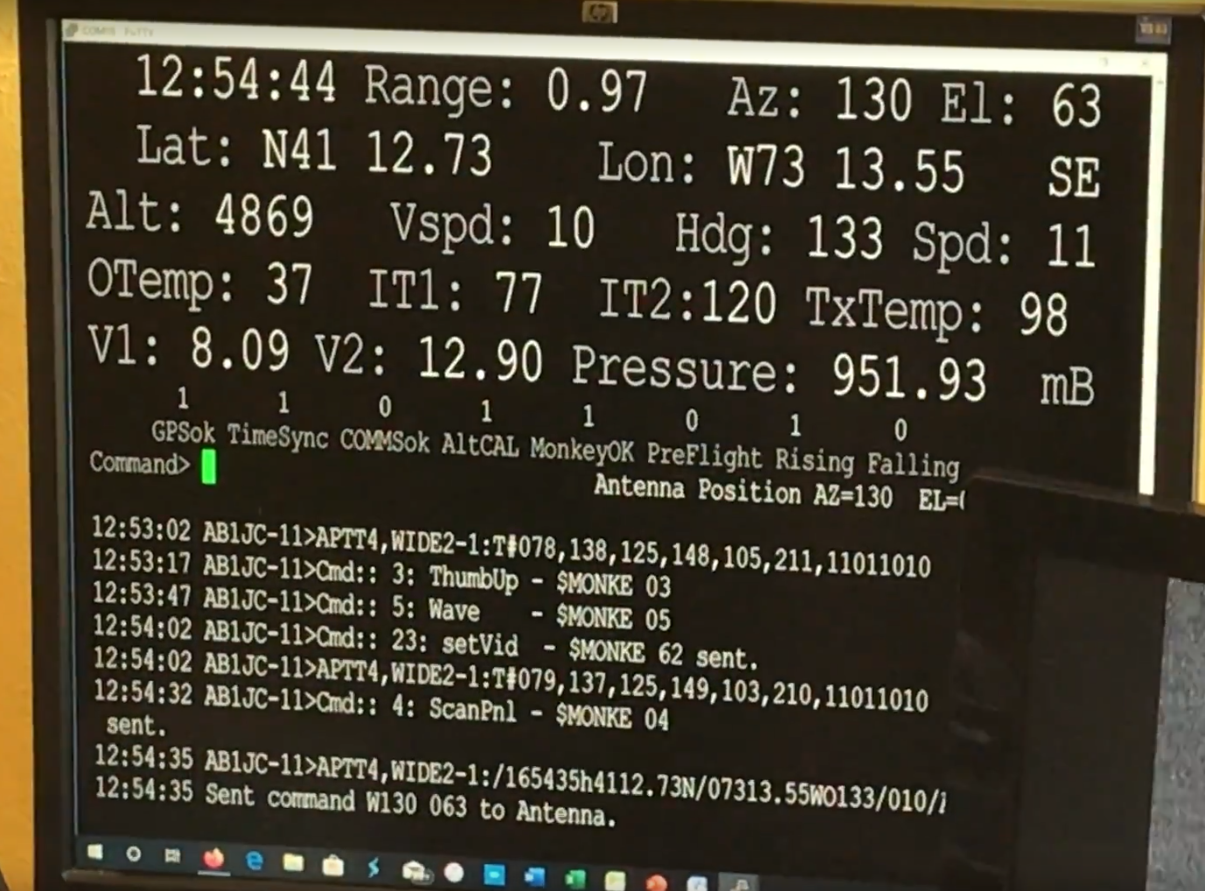 COM10 - PuTTY
12:54:44 Range: 0.97 Az: 130 El: 63
Lat: N41 12.73 Lon: W73 13.55 SE
Alt: 4869 Vspd: 10 Hdg: 133 Spd: 11
OTemp: 37 IT1: 77 IT2:120 TxTemp: 98
V1: 8.09 V2: 12.90 Pressure: 951.93 mB
1 1 0 1 1 0 1 0
GPSok TimeSync COMMSok AltCAL MonkeyOK PreFlight Rising Falling
Command>
Antenna Position AZ=130 EL=
12:53:02 AB1JC-11>APTT4,WIDE2-1:T#078,138,125,148,105,211,11011010
12:53:17 AB1JC-11>Cmd:: 3: ThumbUp - $MONKE 03
12:53:47 AB1JC-11>Cmd:: 5: Wave - $MONKE 05
12:54:02 AB1JC-11>Cmd:: 23: setVid - $MONKE 62 sent.
12:54:02 AB1JC-11>APTT4,WIDE2-1:T#079,137,125,149,103,210,11011010
12:54:32 AB1JC-11>Cmd:: 4: ScanPnl - $MONKE 04
sent.
12:54:35 AB1JC-11>APTT4,WIDE2-1:/165435h4112.73N/07313.55WO133/010/
12:54:35 Sent command W130 063 to Antenna.
hp